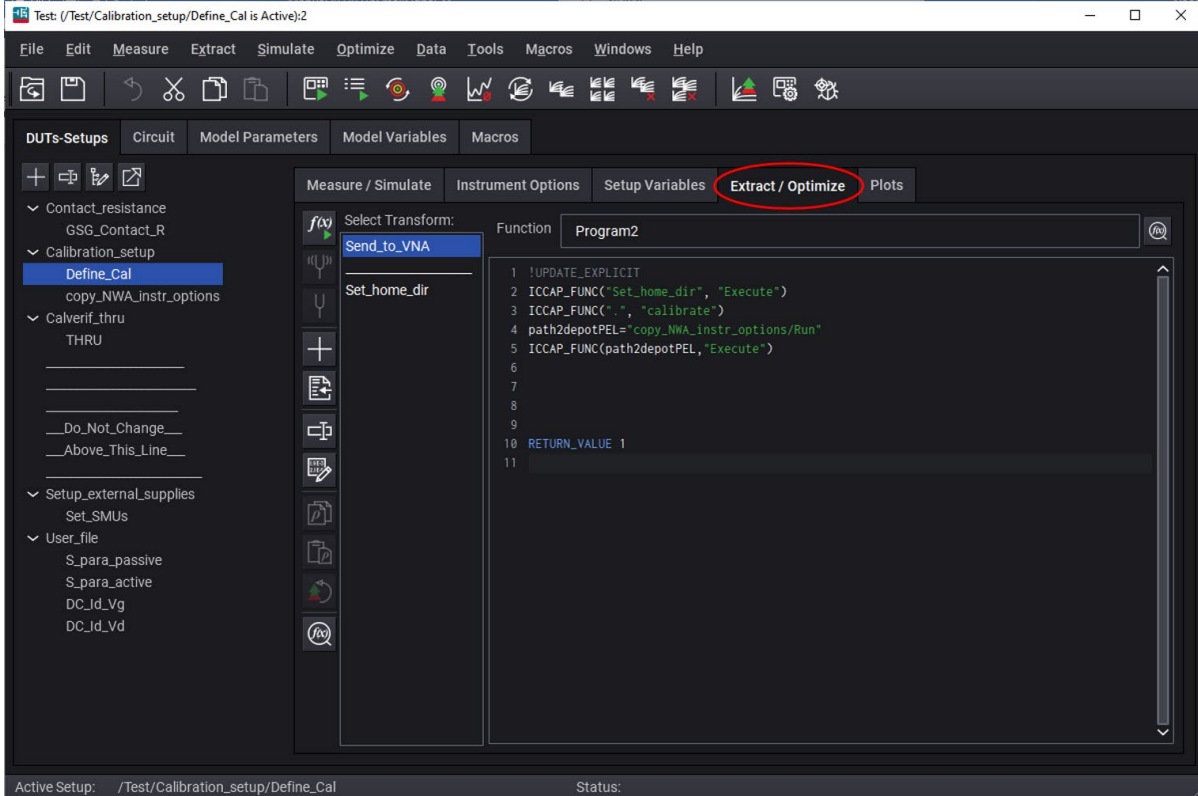 Test: (/Test/Calibration_setup/Define_Cal is Active):2
File Edit Measure Extract Simulate Optimize Data Tools Macros Windows Help
DUTs-Setups Circuit Model Parameters Model Variables Macros
Contact_resistance
GSG_Contact_R
Calibration_setup
Define_Cal
copy_NWA_instr_options
Calverif_thru
THRU
___Do_Not_Change___
___Above_This_Line___
Setup_external_supplies
Set_SMUs
User_file
S_para_passive
S_para_active
DC_Id_Vg
DC_Id_Vd
Measure / Simulate Instrument Options Setup Variables Extract / Optimize Plots
f(x) Select Transform:
Send_to_VNA
Set_home_dir
Function Program2
1 !UPDATE_EXPLICIT
2 ICCAP_FUNC("Set_home_dir", "Execute")
3 ICCAP_FUNC(".", "calibrate")
4 path2depotPEL="copy_NWA_instr_options/Run"
5 ICCAP_FUNC(path2depotPEL,"Execute")
6
7
8
9
10 RETURN_VALUE 1
11
Active Setup: /Test/Calibration_setup/Define_Cal Status: